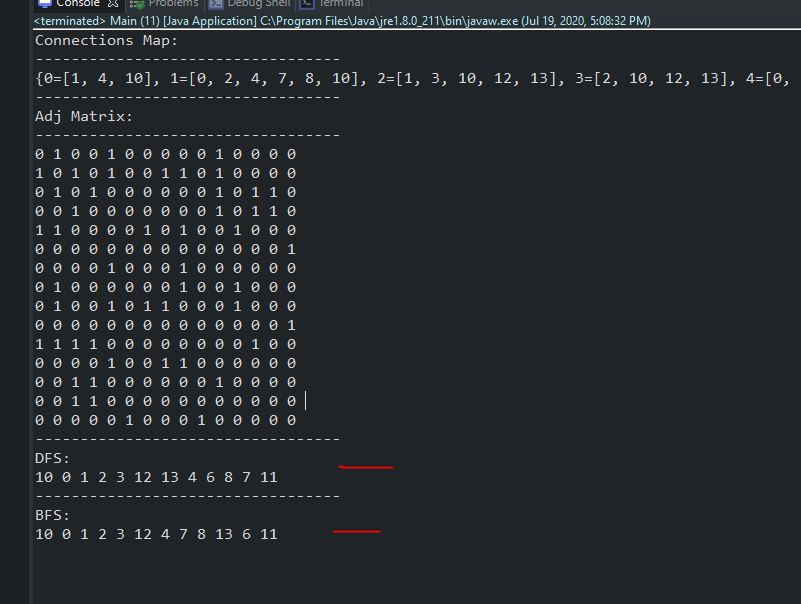 Console Problems Debug Shell Terminal
<terminated> Main (11) [Java Application] C:\Program Files\Java\jre1.8.0_211\bin\javaw.exe (Jul 19, 2020, 5:08:32 PM)
Connections Map:
----------------------------------
{0=[1, 4, 10], 1=[0, 2, 4, 7, 8, 10], 2=[1, 3, 10, 12, 13], 3=[2, 10, 12, 13], 4=[0,
----------------------------------
Adj Matrix:
----------------------------------
0 1 0 0 1 0 0 0 0 0 1 0 0 0 0
1 0 1 0 1 0 0 1 1 0 1 0 0 0 0
0 1 0 1 0 0 0 0 0 0 1 0 1 1 0
0 0 1 0 0 0 0 0 0 0 1 0 1 1 0
1 1 0 0 0 0 1 0 1 0 0 1 0 0 0
0 0 0 0 0 0 0 0 0 0 0 0 0 0 1
0 0 0 0 1 0 0 0 1 0 0 0 0 0 0
0 1 0 0 0 0 0 0 1 0 0 1 0 0 0
0 1 0 0 1 0 1 1 0 0 0 1 0 0 0
0 0 0 0 0 0 0 0 0 0 0 0 0 0 1
1 1 1 1 0 0 0 0 0 0 0 0 1 0 0
0 0 0 0 1 0 0 1 1 0 0 0 0 0 0
0 0 1 1 0 0 0 0 0 0 1 0 0 0 0
0 0 1 1 0 0 0 0 0 0 0 0 0 0 0
0 0 0 0 0 1 0 0 0 1 0 0 0 0 0
----------------------------------
DFS:
10 0 1 2 3 12 13 4 6 8 7 11
----------------------------------
BFS:
10 0 1 2 3 12 4 7 8 13 6 11